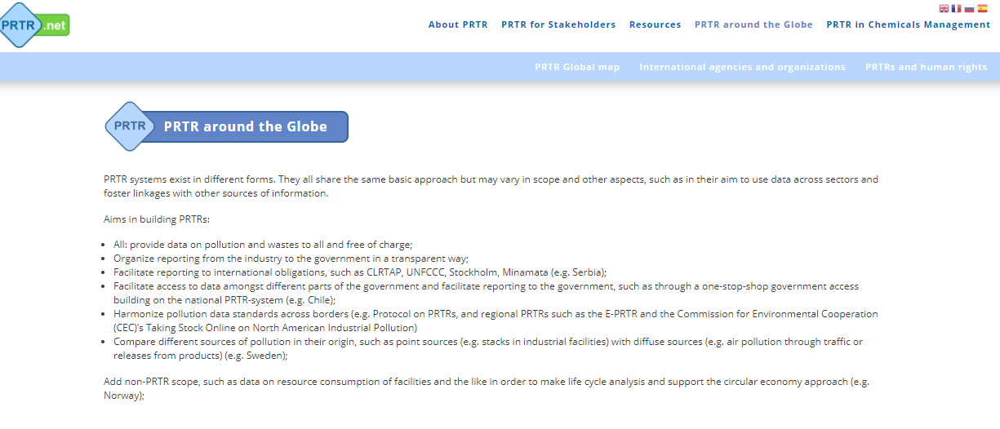 PRTR .net
About PRTR PRTR for Stakeholders Resources PRTR around the Globe PRTR in Chemicals Management
PRTR Global map International agencies and organizations PRTRs and human rights
PRTR PRTR around the Globe
PRTR systems exist in different forms. They all share the same basic approach but may vary in scope and other aspects, such as in their aim to use data across sectors and
foster linkages with other sources of information.
Aims in building PRTRs:
• All: provide data on pollution and wastes to all and free of charge;
• Organize reporting from the industry to the government in a transparent way;
• Facilitate reporting to international obligations, such as CLRTAP, UNFCCC, Stockholm, Minamata (e.g. Serbia);
• Facilitate access to data amongst different parts of the government and facilitate reporting to the government, such as through a one-stop-shop government access
building on the national PRTR-system (e.g. Chile);
• Harmonize pollution data standards across borders (e.g. Protocol on PRTRs, and regional PRTRs such as the E-PRTR and the Commission for Environmental Cooperation
(CEC)’s Taking Stock Online on North American Industrial Pollution)
• Compare different sources of pollution in their origin, such as point sources (e.g. stacks in industrial facilities) with diffuse sources (e.g. air pollution through traffic or
releases from products) (e.g. Sweden);
Add non-PRTR scope, such as data on resource consumption of facilities and the like in order to make life cycle analysis and support the circular economy approach (e.g.
Norway);